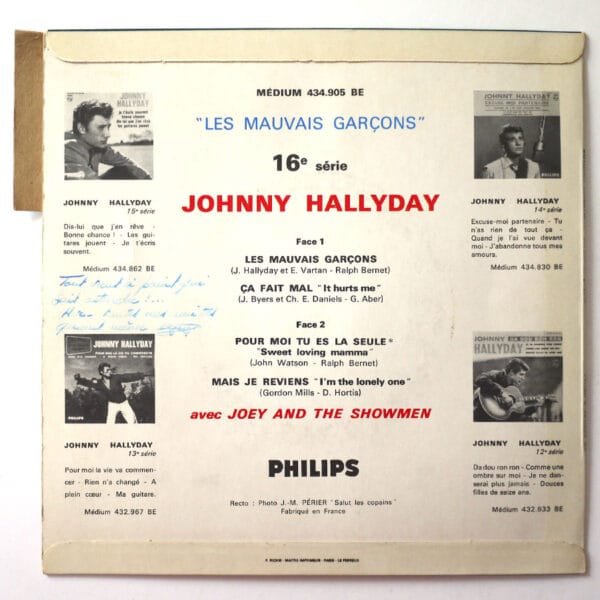 MÉDIUM 434.905 BE
"LES MAUVAIS GARÇONS"
16e série
JOHNNY HALLYDAY
Face 1
LES MAUVAIS GARÇONS
(J. Hallyday et E. Vartan - Ralph Bernet)
ÇA FAIT MAL "It hurts me"
(J. Byers et Ch. E. Daniels - G. Aber)
Face 2
POUR MOI TU ES LA SEULE*
"Sweet loving mamma"
(John Watson - Ralph Bernet)
MAIS JE REVIENS "I'm the lonely one"
(Gordon Mills - D. Hortis)
avec JOEY AND THE SHOWMEN
PHILIPS
Recto : Photo J.-M. PÉRIER "Salut les copains"
Fabriqué en France
JOHNNY
HALLYDAY
JOHNNY HALLYDAY
15e série
Dis-lui que j'en rêve -
Bonne chance ! - Les gui-
tares jouent - Je t'écris
souvent.
Médium 434.862 BE
JOHNNY HALLYDAY
JOHNNY HALLYDAY
13e série
Pour moi la vie va commen-
cer - Rien n'a changé - A
plein cœur - Ma guitare.
Médium 432.967 BE
JOHNNY HALLYDAY
EXCUSE-MOI PARTENAIRE
JOHNNY HALLYDAY
14e série
Excuse-moi partenaire - Tu
n'as rien de tout ça -
Quand je l'ai vue devant
moi - J'abandonne tous mes
amours.
Médium 434.830 BE
JOHNNY DA DOU RON RON
HALLYDAY
JOHNNY HALLYDAY
12e série
Da dou ron ron - Comme une
ombre sur moi - Je ne dan-
serai plus jamais - Douces
filles de seize ans.
Médium 432.933 BE